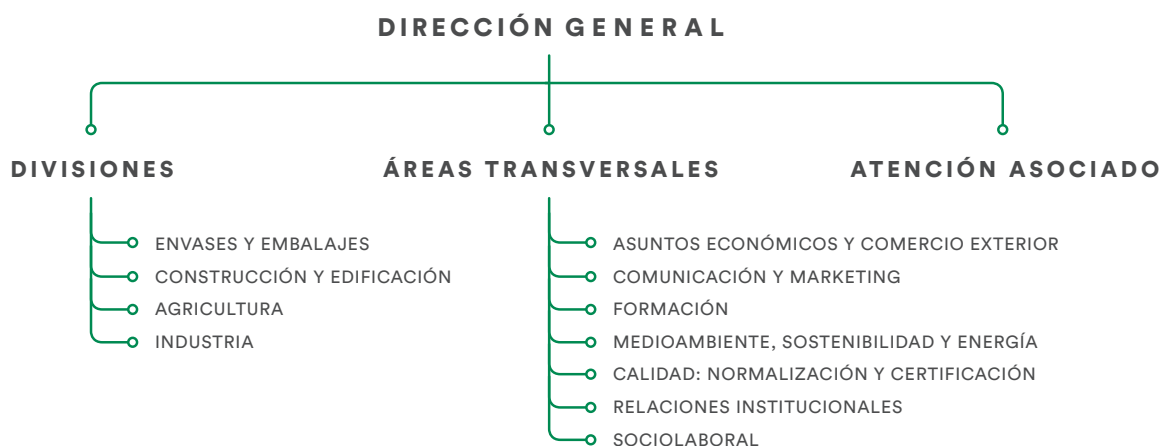 DIRECCIÓN GENERAL
DIVISIONES
ENVASES Y EMBALAJES
CONSTRUCCIÓN Y EDIFICACIÓN
AGRICULTURA
INDUSTRIA
ÁREAS TRANSVERSALES
ASUNTOS ECONÓMICOS Y COMERCIO EXTERIOR
COMUNICACIÓN Y MARKETING
FORMACIÓN
MEDIOAMBIENTE, SOSTENIBILIDAD Y ENERGÍA
CALIDAD: NORMALIZACIÓN Y CERTIFICACIÓN
RELACIONES INSTITUCIONALES
SOCIOLABORAL
ATENCIÓN ASOCIADO